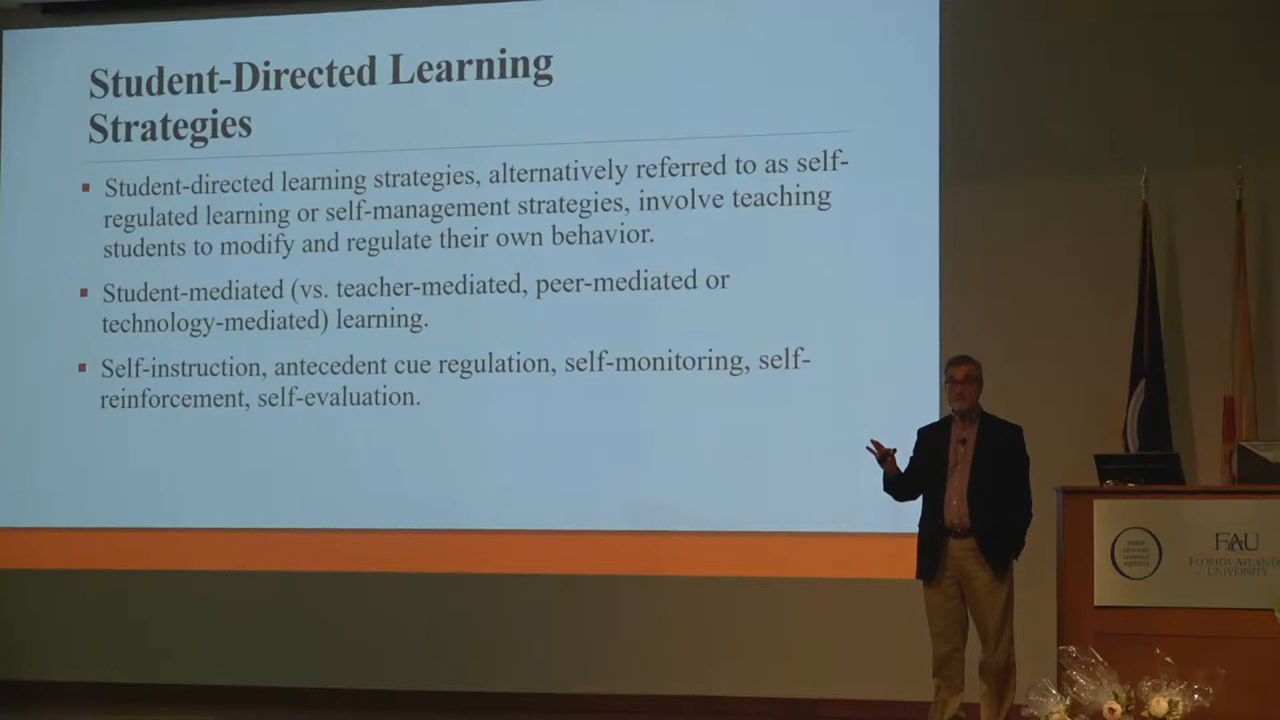 Student-Directed Learning
Strategies
▪ Student-directed learning strategies, alternatively referred to as self-
regulated learning or self-management strategies, involve teaching
students to modify and regulate their own behavior.
▪ Student-mediated (vs. teacher-mediated, peer-mediated or
technology-mediated) learning.
▪ Self-instruction, antecedent cue regulation, self-monitoring, self-
reinforcement, self-evaluation.
FAU
FLORIDA ATLANTIC
UNIVERSITY